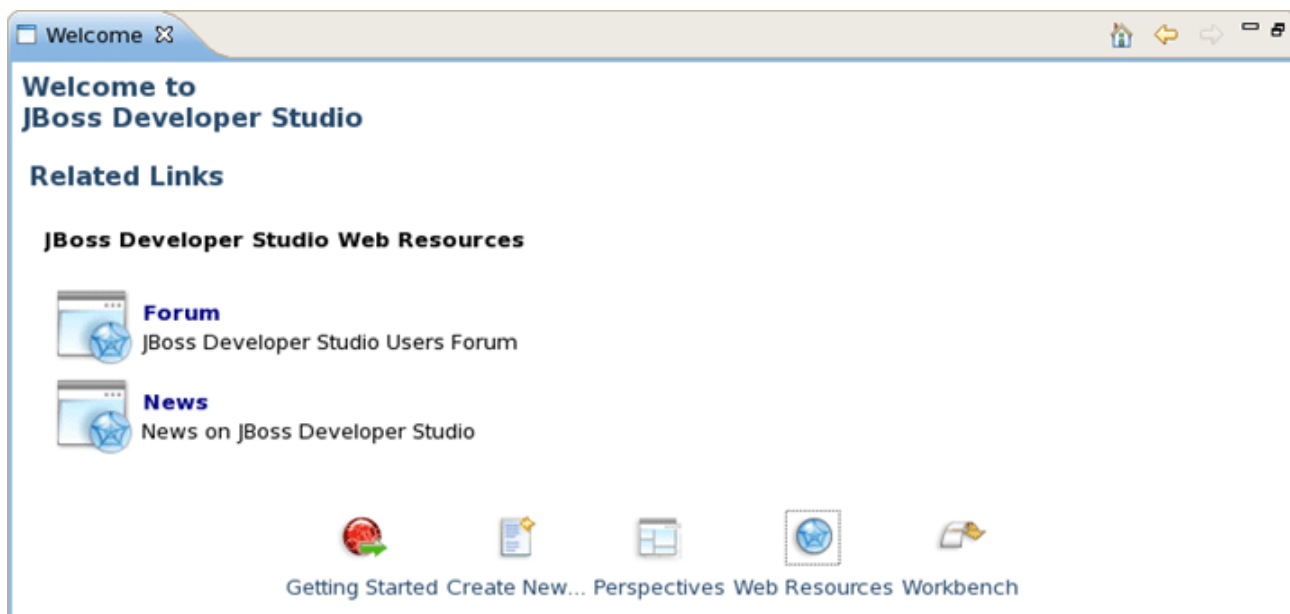 Welcome
Welcome to
JBoss Developer Studio
Related Links
JBoss Developer Studio Web Resources
Forum
JBoss Developer Studio Users Forum
News
News on JBoss Developer Studio
Getting Started Create New... Perspectives Web Resources Workbench